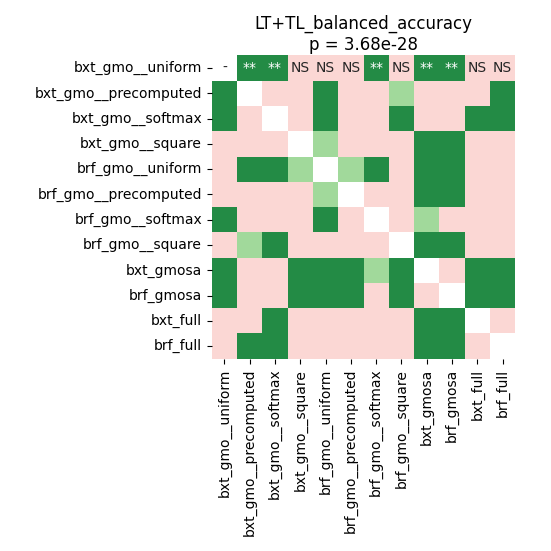 LT+TL_balanced_accuracy
p = 3.68e-28
bxt_gmo__uniform - ** ** NS NS NS ** NS ** ** NS NS
bxt_gmo__precomputed
bxt_gmo__softmax
bxt_gmo__square
brf_gmo__uniform
brf_gmo__precomputed
brf_gmo__softmax
brf_gmo__square
bxt_gmosa
brf_gmosa
bxt_full
brf_full
bxt_gmo__uniform
bxt_gmo__precomputed
bxt_gmo__softmax
bxt_gmo__square
brf_gmo__uniform
brf_gmo__precomputed
brf_gmo__softmax
brf_gmo__square
bxt_gmosa
brf_gmosa
bxt_full
brf_full